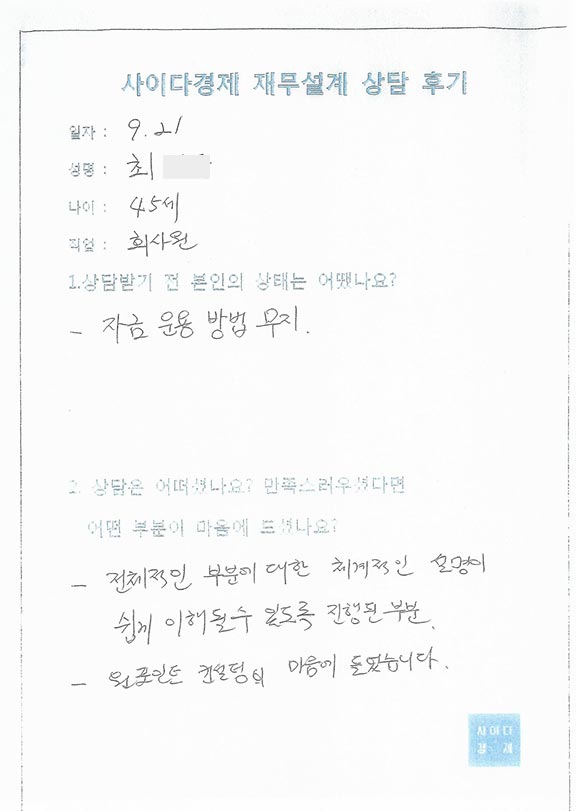 사이다경제 재무설계 상담 후기
일자 : 9. 21
성명 : 최
나이 : 45세
직업 : 회사원
1.상담받기 전 본인의 상태는 어땠나요?
- 자금 운용 방법 무지.
2. 상담은 어떠셨나요? 만족스러우셨다면
어떤 부분이 마음에 드셨나요?
- 전체적인 부분에 대한 체계적인 설명이
쉽게 이해될수 있도록 진행된 부분.
- 원포인트 컨설팅이 마음에 들었습니다.
사이다
경제